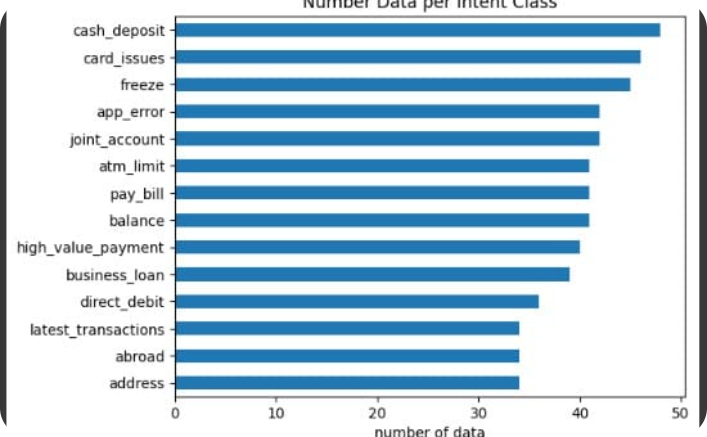 Number Data per Intent Class
cash_deposit
card_issues
freeze
app_error
joint_account
atm_limit
pay_bill
balance
high_value_payment
business_loan
direct_debit
latest_transactions
abroad
address
0 10 20 30 40 50
number of data